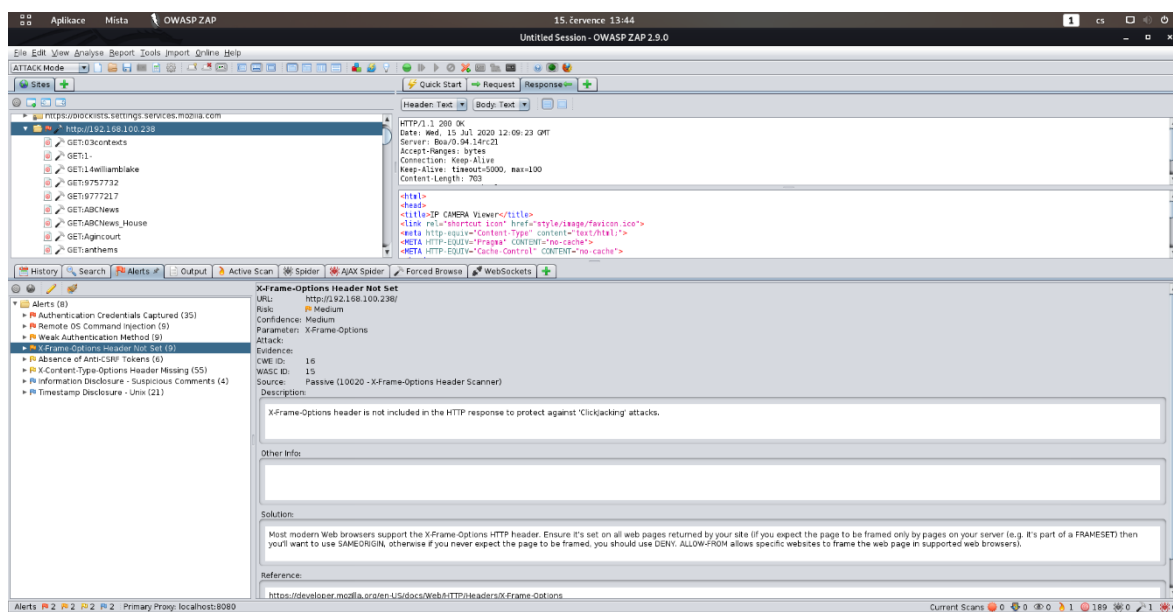 Aplikace Místa OWASP ZAP 15. července 13:44 1 cs
Untitled Session - OWASP ZAP 2.9.0
File Edit View Analyse Report Tools Import Online Help
ATTACK Mode
Sites
Quick Start Request Response
Header: Text Body: Text
https://blocklists.settings.services.mozilla.com
http://192.168.100.238
GET:03contexts
GET:1-
GET:14williamblake
GET:9757732
GET:9777217
GET:ABCNews
GET:ABCNews_House
GET:Agincourt
GET:anthems
HTTP/1.1 200 OK
Date: Wed, 15 Jul 2020 12:09:23 GMT
Server: Boa/0.94.14rc21
Accept-Ranges: bytes
Connection: Keep-Alive
Keep-Alive: timeout=5000, max=100
Content-Length: 703
<html>
<head>
<title>IP CAMERA Viewer</title>
<link rel="shortcut icon" href="style/image/favicon.ico">
<meta http-equiv="Content-Type" content="text/html;">
<META HTTP-EQUIV="Pragma" CONTENT="no-cache">
<META HTTP-EQUIV="Cache-Control" CONTENT="no-cache">
History Search Alerts Output Active Scan Spider AJAX Spider Forced Browse WebSockets
Alerts (8)
Authentication Credentials Captured (35)
Remote OS Command Injection (9)
Weak Authentication Method (9)
X-Frame-Options Header Not Set (9)
Absence of Anti-CSRF Tokens (6)
X-Content-Type-Options Header Missing (55)
Information Disclosure - Suspicious Comments (4)
Timestamp Disclosure - Unix (21)
X-Frame-Options Header Not Set
URL: http://192.168.100.238/
Risk: Medium
Confidence: Medium
Parameter: X-Frame-Options
Attack:
Evidence:
CWE ID: 16
WASC ID: 15
Source: Passive (10020 - X-Frame-Options Header Scanner)
Description:
X-Frame-Options header is not included in the HTTP response to protect against 'ClickJacking' attacks.
Other Info:
Solution:
Most modern Web browsers support the X-Frame-Options HTTP header. Ensure it's set on all web pages returned by your site (if you expect the page to be framed only by pages on your server (e.g. it's part of a FRAMESET) then
you'll want to use SAMEORIGIN, otherwise if you never expect the page to be framed, you should use DENY. ALLOW-FROM allows specific websites to frame the web page in supported web browsers).
Reference:
https://developer.mozilla.org/en-US/docs/Web/HTTP/Headers/X-Frame-Options
Alerts 2 2 2 2 Primary Proxy: localhost:8080 Current Scans 0 0 0 1 189 0 1